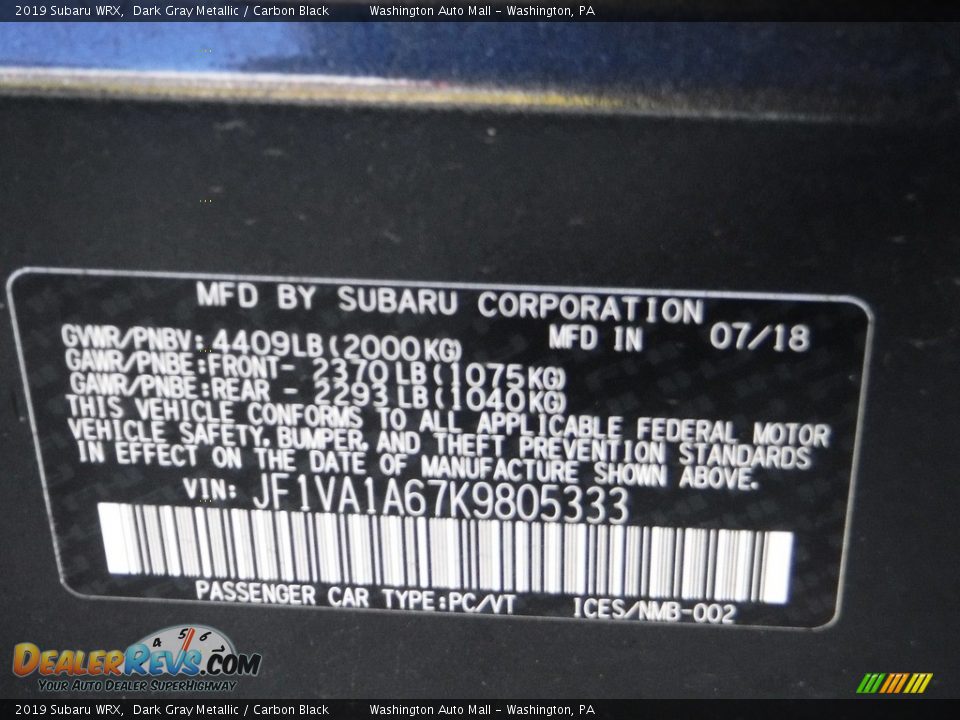 2019 Subaru WRX, Dark Gray Metallic / Carbon Black Washington Auto Mall - Washington, PA
MFD BY SUBARU CORPORATION
GVWR/PNBV: 4409LB (2000KG) MFD IN 07/18
GAWR/PNBE:FRONT- 2370 LB (1075KG)
GAWR/PNBE:REAR - 2293 LB (1040KG)
THIS VEHICLE CONFORMS TO ALL APPLICABLE FEDERAL MOTOR
VEHICLE SAFETY, BUMPER, AND THEFT PREVENTION STANDARDS
IN EFFECT ON THE DATE OF MANUFACTURE SHOWN ABOVE.
VIN: JF1VA1A67K9805333
PASSENGER CAR TYPE:PC/VT ICES/NMB-002
4 5 6
DEALERREVS.COM
YOUR AUTO DEALER SUPERHIGHWAY
2019 Subaru WRX, Dark Gray Metallic / Carbon Black Washington Auto Mall - Washington, PA